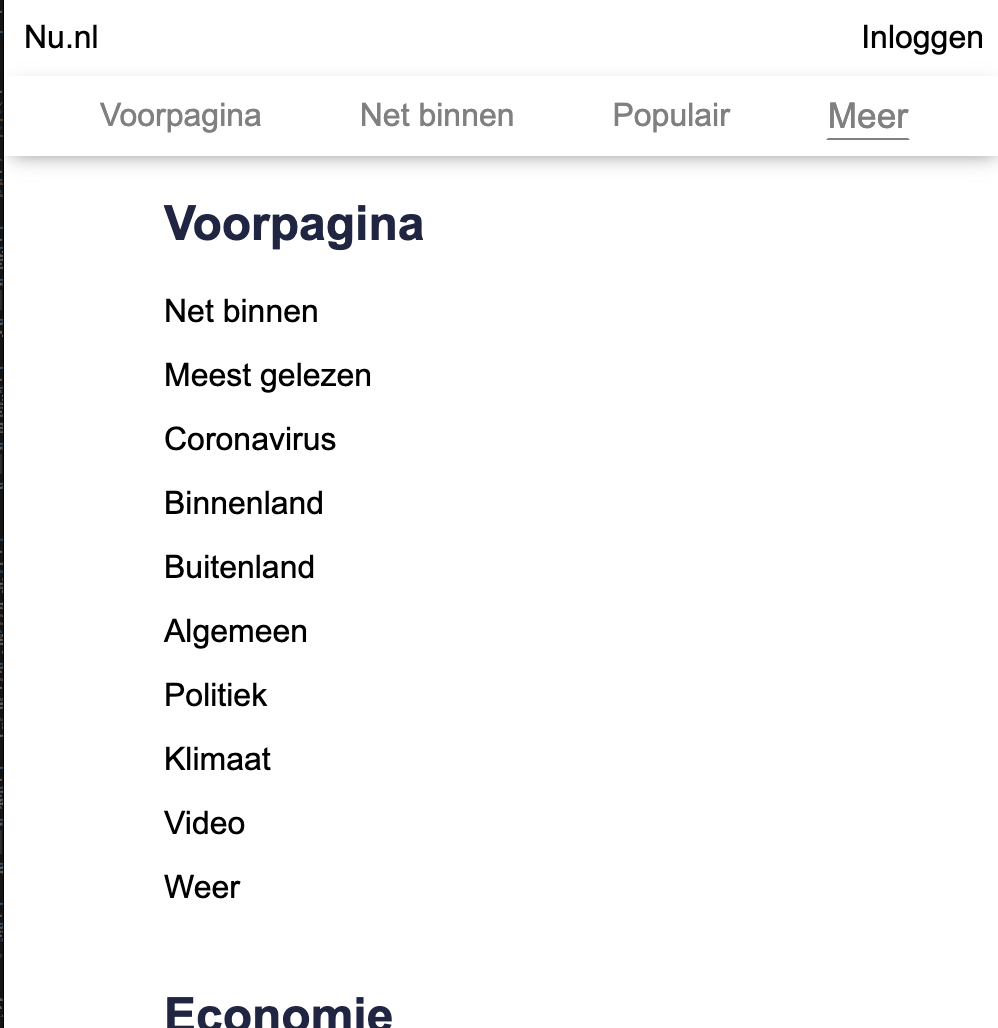 Nu.nl Inloggen
Voorpagina Net binnen Populair Meer
Voorpagina
Net binnen
Meest gelezen
Coronavirus
Binnenland
Buitenland
Algemeen
Politiek
Klimaat
Video
Weer
Economie